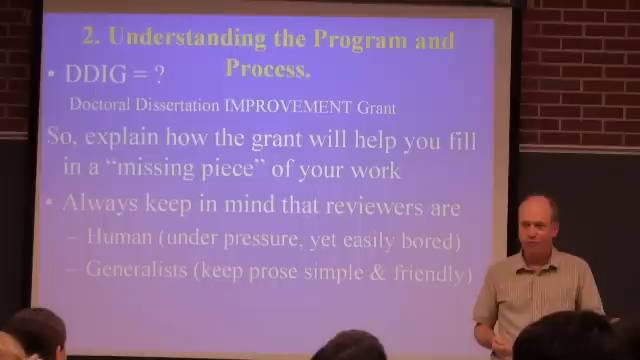 2. Understanding the Program and
Process.
• DDIG = ?
Doctoral Dissertation IMPROVEMENT Grant
So, explain how the grant will help you fill
in a “missing piece” of your work
• Always keep in mind that reviewers are
– Human (under pressure, yet easily bored)
– Generalists (keep prose simple & friendly)